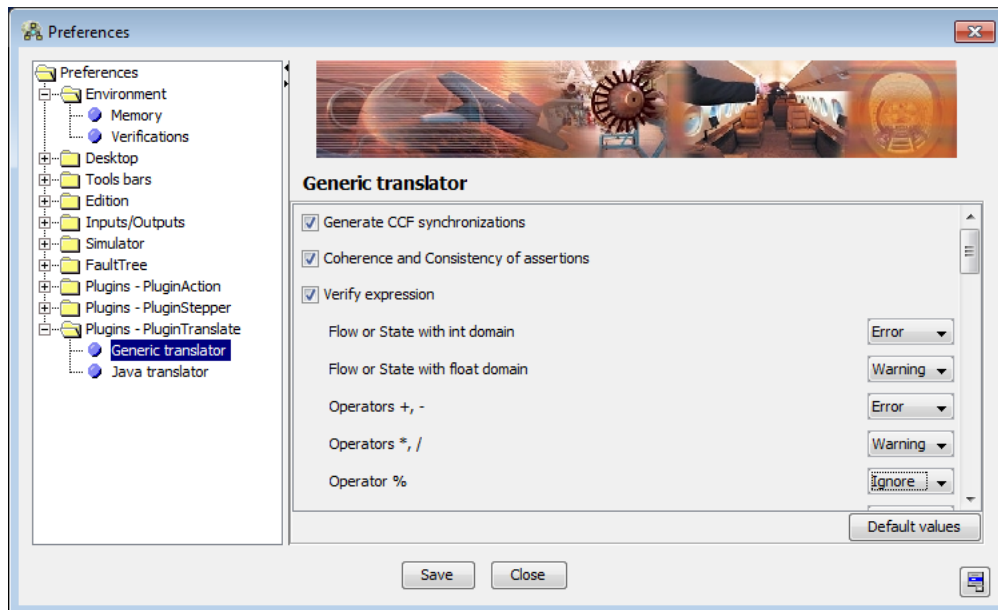 Preferences
Preferences
Environment
Memory
Verifications
Desktop
Tools bars
Edition
Inputs/Outputs
Simulator
FaultTree
Plugins - PluginAction
Plugins - PluginStepper
Plugins - PluginTranslate
Generic translator
Java translator
Generic translator
Generate CCF synchronizations
Coherence and Consistency of assertions
Verify expression
Flow or State with int domain Error
Flow or State with float domain Warning
Operators +, - Error
Operators *, / Warning
Operator % Ignore
Default values
Save Close